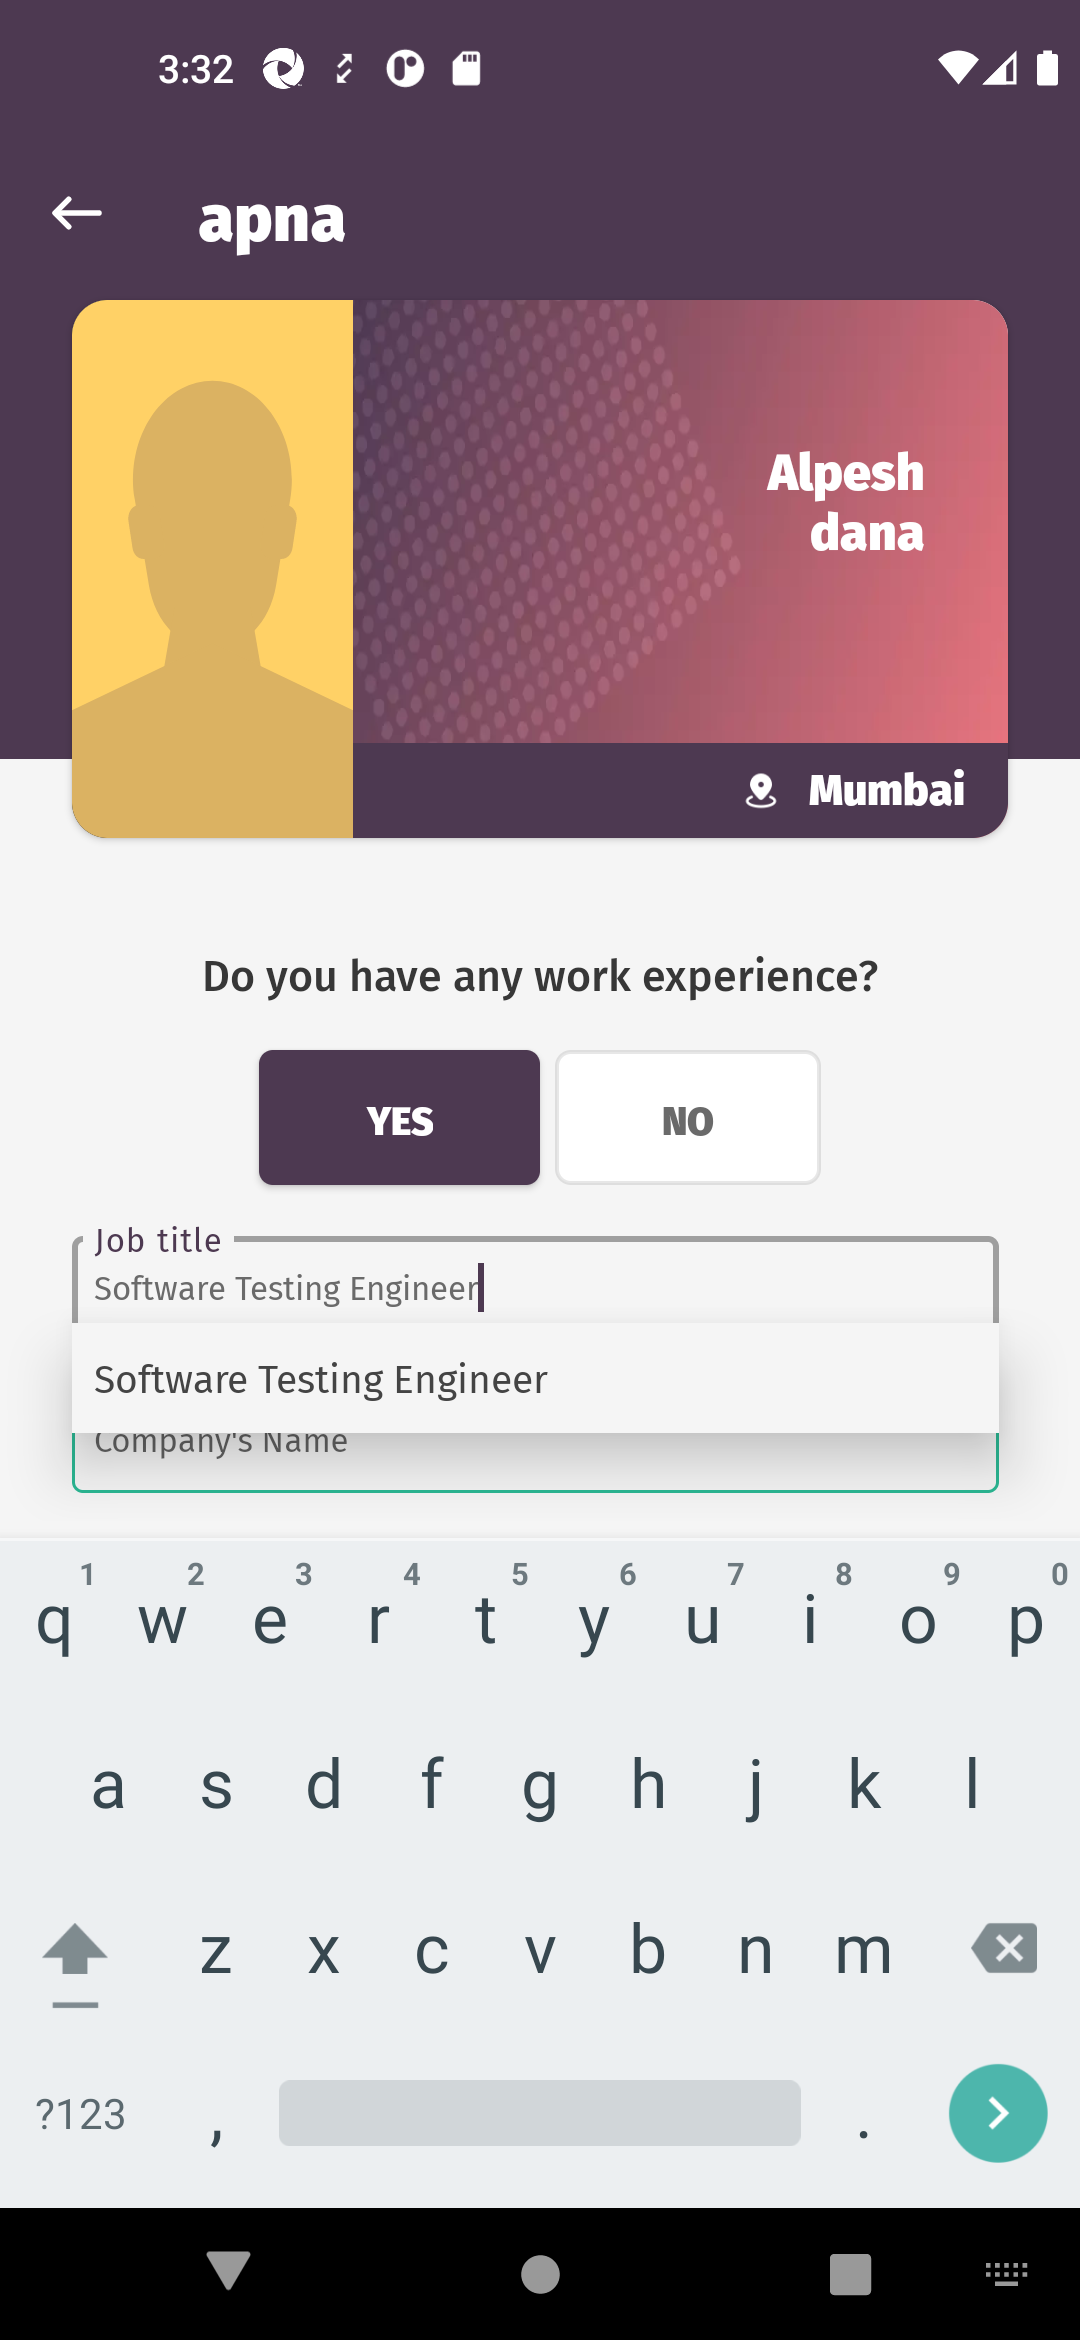 3:32
apna
Alpesh
dana
Mumbai
Do you have any work experience?
YES
NO
Job title
Software Testing Engineer
Software Testing Engineer
Company's Name
1 2 3 4 5 6 7 8 9 0
q w e r t y u i o p
a s d f g h j k l
z x c v b n m
?123 , .